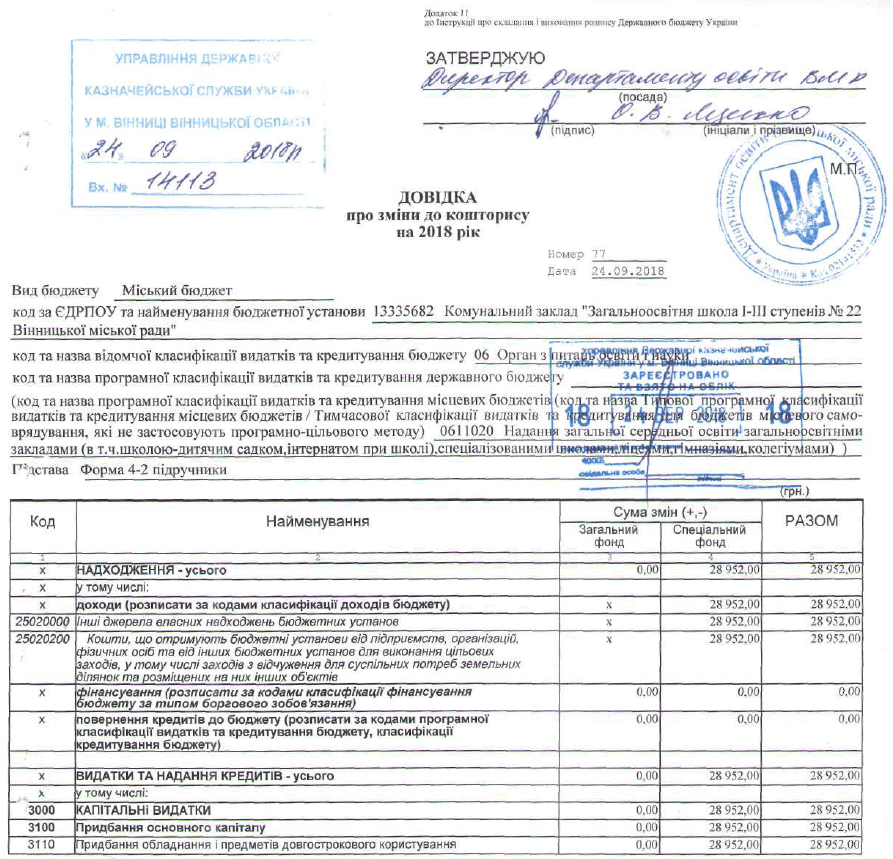 Додаток 11
до Інструкції про складання і виконання розпису Державного бюджету України
УПРАВЛІННЯ ДЕРЖАВНОЇ
КАЗНАЧЕЙСЬКОЇ СЛУЖБИ УКРАЇНИ
У М. ВІННИЦІ ВІННИЦЬКОЇ ОБЛАСТІ
«24» 09 2018р
Вх. № 14113
ЗАТВЕРДЖУЮ
Директор Департаменту освіти ВМР
(посада)
О. В. Яценко
(підпис) (ініціали і прізвище)
М.П.
ДОВІДКА
про зміни до кошторису
на 2018 рік
Номер 77
Дата 24.09.2018
Вид бюджету Міський бюджет
код за ЄДРПОУ та найменування бюджетної установи 13335682 Комунальний заклад "Загальноосвітня школа І-ІІІ ступенів № 22
Вінницької міської ради"
код та назва відомчої класифікації видатків та кредитування бюджету 06 Орган з питань освіти і науки
код та назва програмної класифікації видатків та кредитування державного бюджету
(код та назва програмної класифікації видатків та кредитування місцевих бюджетів (код та назва Типової програмної класифікації
видатків та кредитування місцевих бюджетів / Тимчасової класифікації видатків та кредитування для бюджетів місцевого само-
врядування, які не застосовують програмно-цільового методу) 0611020 Надання загальної середньої освіти загальноосвітніми
закладами (в т.ч.школою-дитячим садком,інтернатом при школі),спеціалізованими школами,ліцеями,гімназіями,колегіумами) )
Управління Державної казначейської
служби України у м. Вінниці Вінницької області
ЗАРЕЄСТРОВАНО
ТА ВЗЯТО НА ОБЛІК
18 24 ВЕР 2018 18
Підстава Форма 4-2 підручники
(грн.)
Код Найменування Сума змін (+,-) РАЗОМ
Загальний фонд Спеціальний фонд
1 2 3 4 5
х НАДХОДЖЕННЯ - усього 0,00 28 952,00 28 952,00
х у тому числі:
х доходи (розписати за кодами класифікації доходів бюджету) х 28 952,00 28 952,00
25020000 Інші джерела власних надходжень бюджетних установ х 28 952,00 28 952,00
25020200 Кошти, що отримують бюджетні установи від підприємств, організацій, х 28 952,00 28 952,00
фізичних осіб та від інших бюджетних установ для виконання цільових
заходів, у тому числі заходів з відчуження для суспільних потреб земельних
ділянок та розміщених на них інших об'єктів
х фінансування (розписати за кодами класифікації фінансування 0,00 0,00 0,00
бюджету за типом боргового зобов'язання)
х повернення кредитів до бюджету (розписати за кодами програмної 0,00 0,00 0,00
класифікації видатків та кредитування бюджету, класифікації
кредитування бюджету)
х ВИДАТКИ ТА НАДАННЯ КРЕДИТІВ - усього 0,00 28 952,00 28 952,00
х у тому числі:
3000 КАПІТАЛЬНІ ВИДАТКИ 0,00 28 952,00 28 952,00
3100 Придбання основного капіталу 0,00 28 952,00 28 952,00
3110 Придбання обладнання і предметів довгострокового користування 0,00 28 952,00 28 952,00